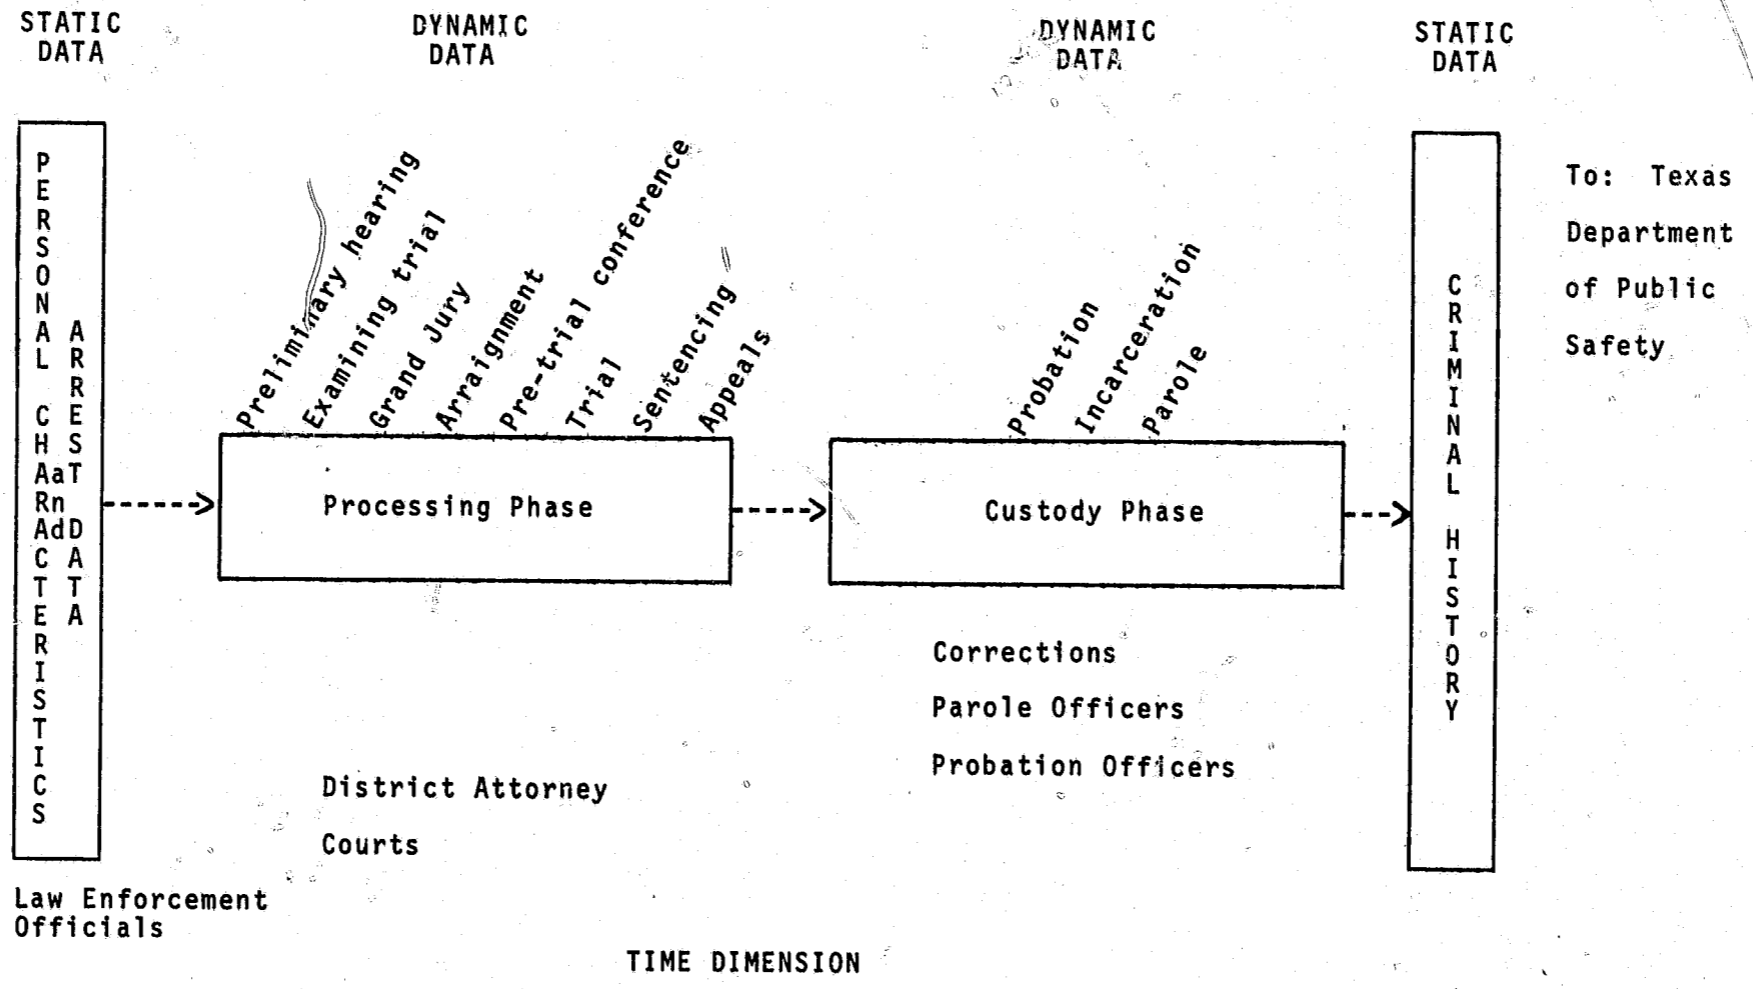 STATIC
DATA
DYNAMIC
DATA
DYNAMIC
DATA
STATIC
DATA
PERSONAL CHARACTERISTICS
and
ARREST DATA
Preliminary hearing
Examining trial
Grand Jury
Arraignment
Pre-trial conference
Trial
Sentencing
Appeals
Processing Phase
Probation
Incarceration
Parole
Custody Phase
CRIMINAL HISTORY
To: Texas
Department
of Public
Safety
Corrections
Parole Officers
Probation Officers
District Attorney
Courts
Law Enforcement
Officials
TIME DIMENSION